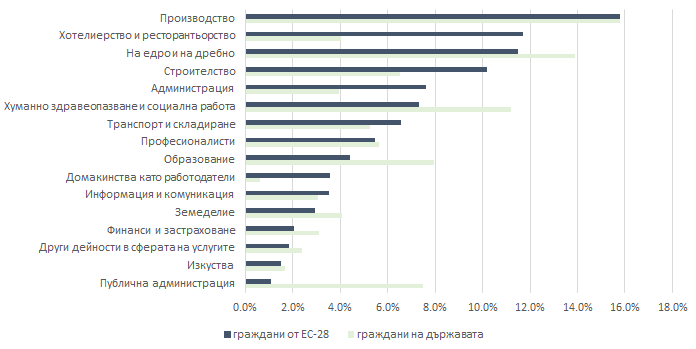 Производство
Хотелиерство и ресторантьорство
На едро и на дребно
Строителство
Администрация
Хуманно здравеопазване и социална работа
Транспорт и складиране
Професионалисти
Образование
Домакинства като работодатели
Информация и комуникация
Земеделие
Финанси и застраховане
Други дейности в сферата на услугите
Изкуства
Публична администрация
0.0% 2.0% 4.0% 6.0% 8.0% 10.0% 12.0% 14.0% 16.0% 18.0%
граждани от ЕС-28 граждани на държавата